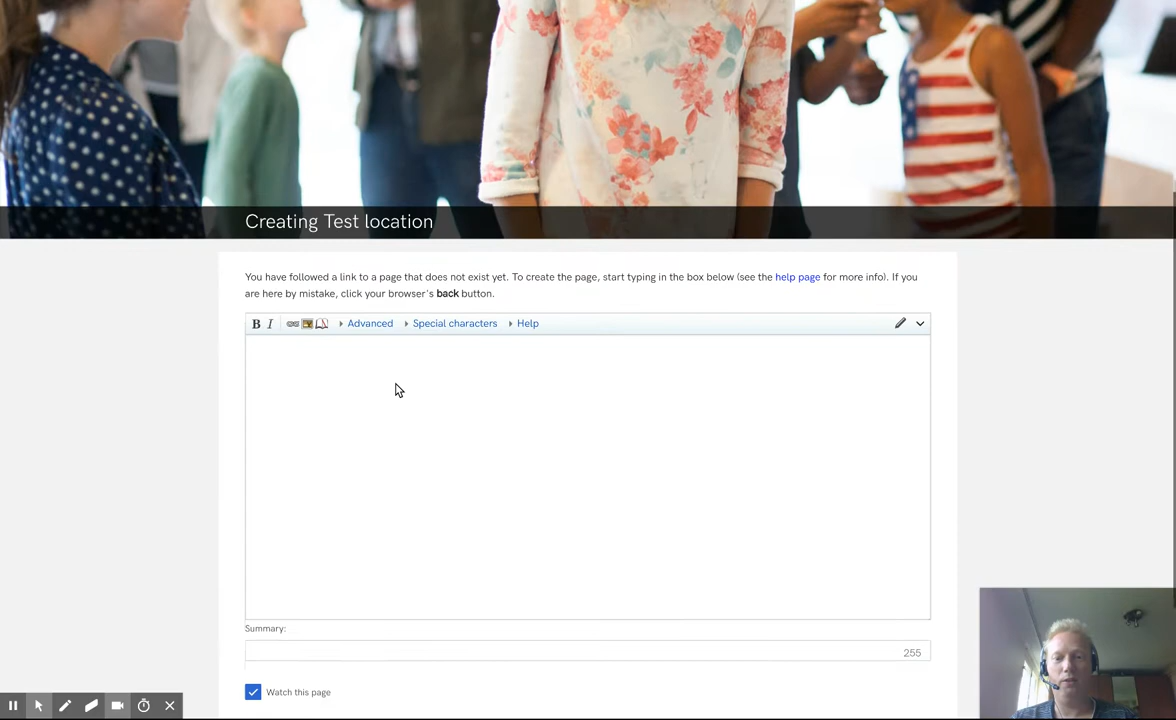 Creating Test location
You have followed a link to a page that does not exist yet. To create the page, start typing in the box below (see the help page for more info). If you
are here by mistake, click your browser's back button.
B I Advanced Special characters Help
Summary:
255
Watch this page